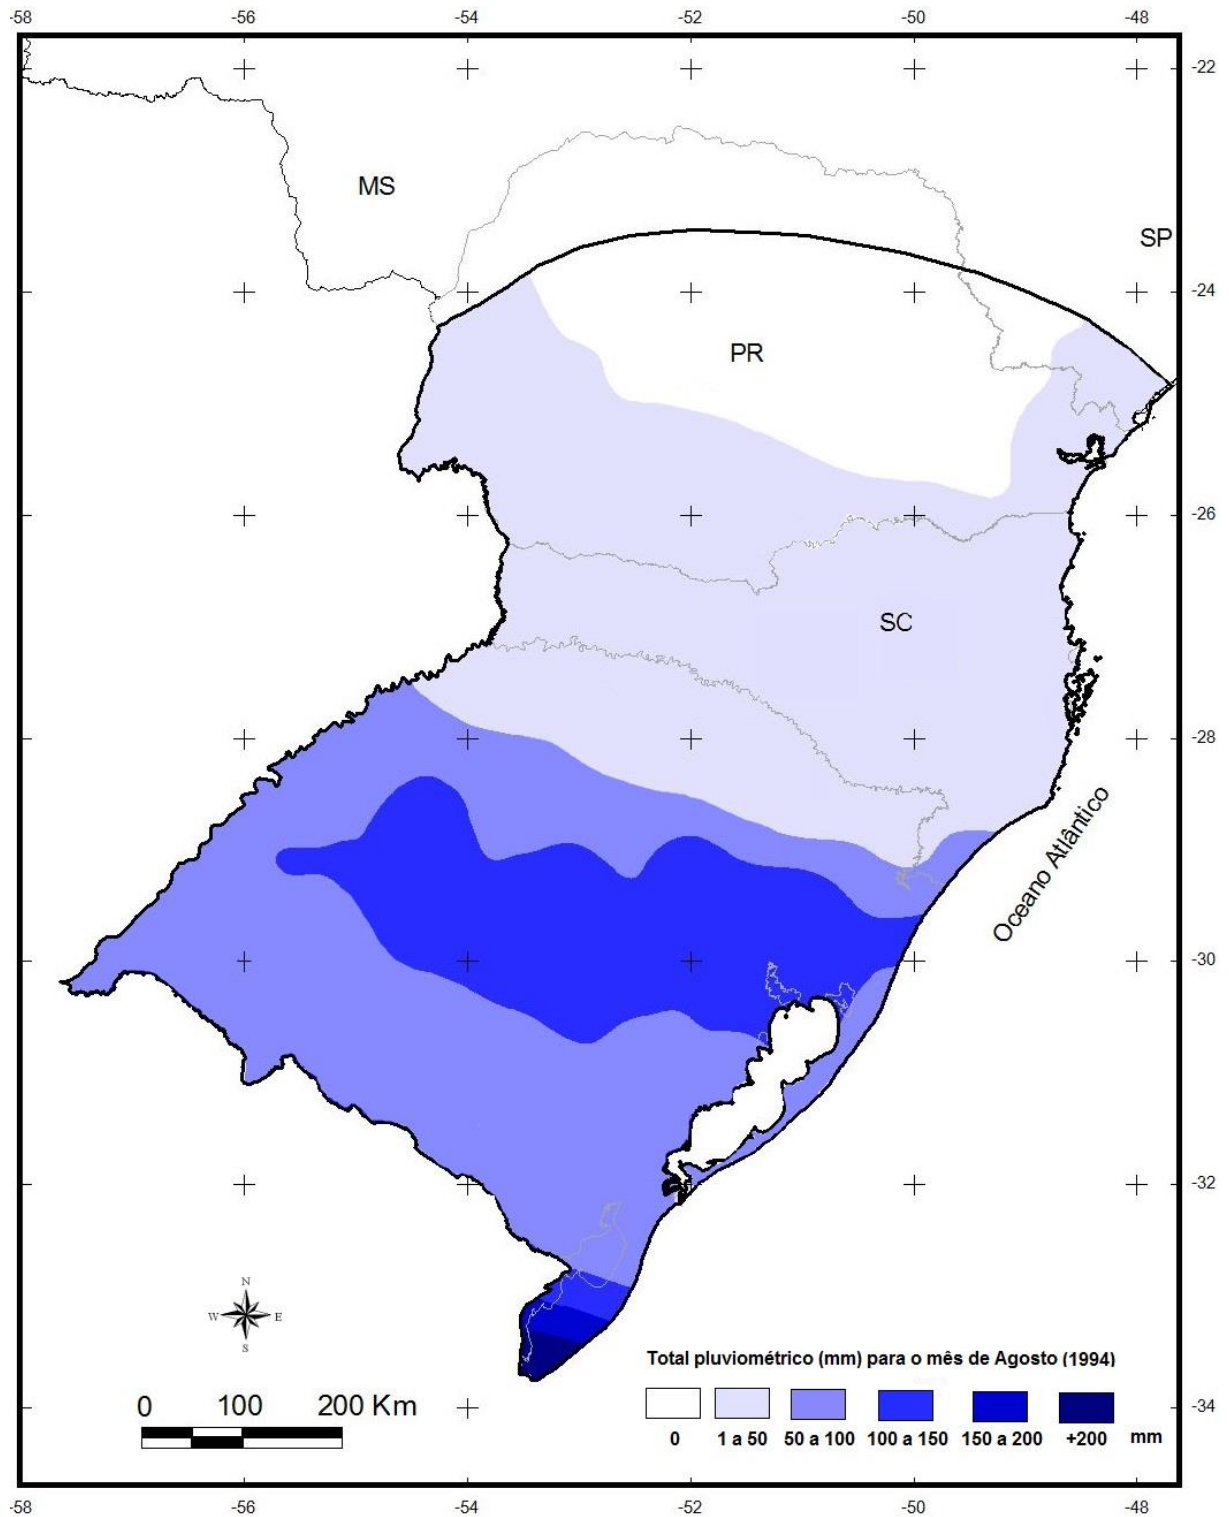 -58 -56 -54 -52 -50 -48
-22
MS
SP
-24
PR
-26
SC
-28
Oceano Atlântico
-30
-32
N
W E
S
Total pluviométrico (mm) para o mês de Agosto (1994)
0 100 200 Km
-34
0 1 a 50 50 a 100 100 a 150 150 a 200 +200 mm
-58 -56 -54 -52 -50 -48